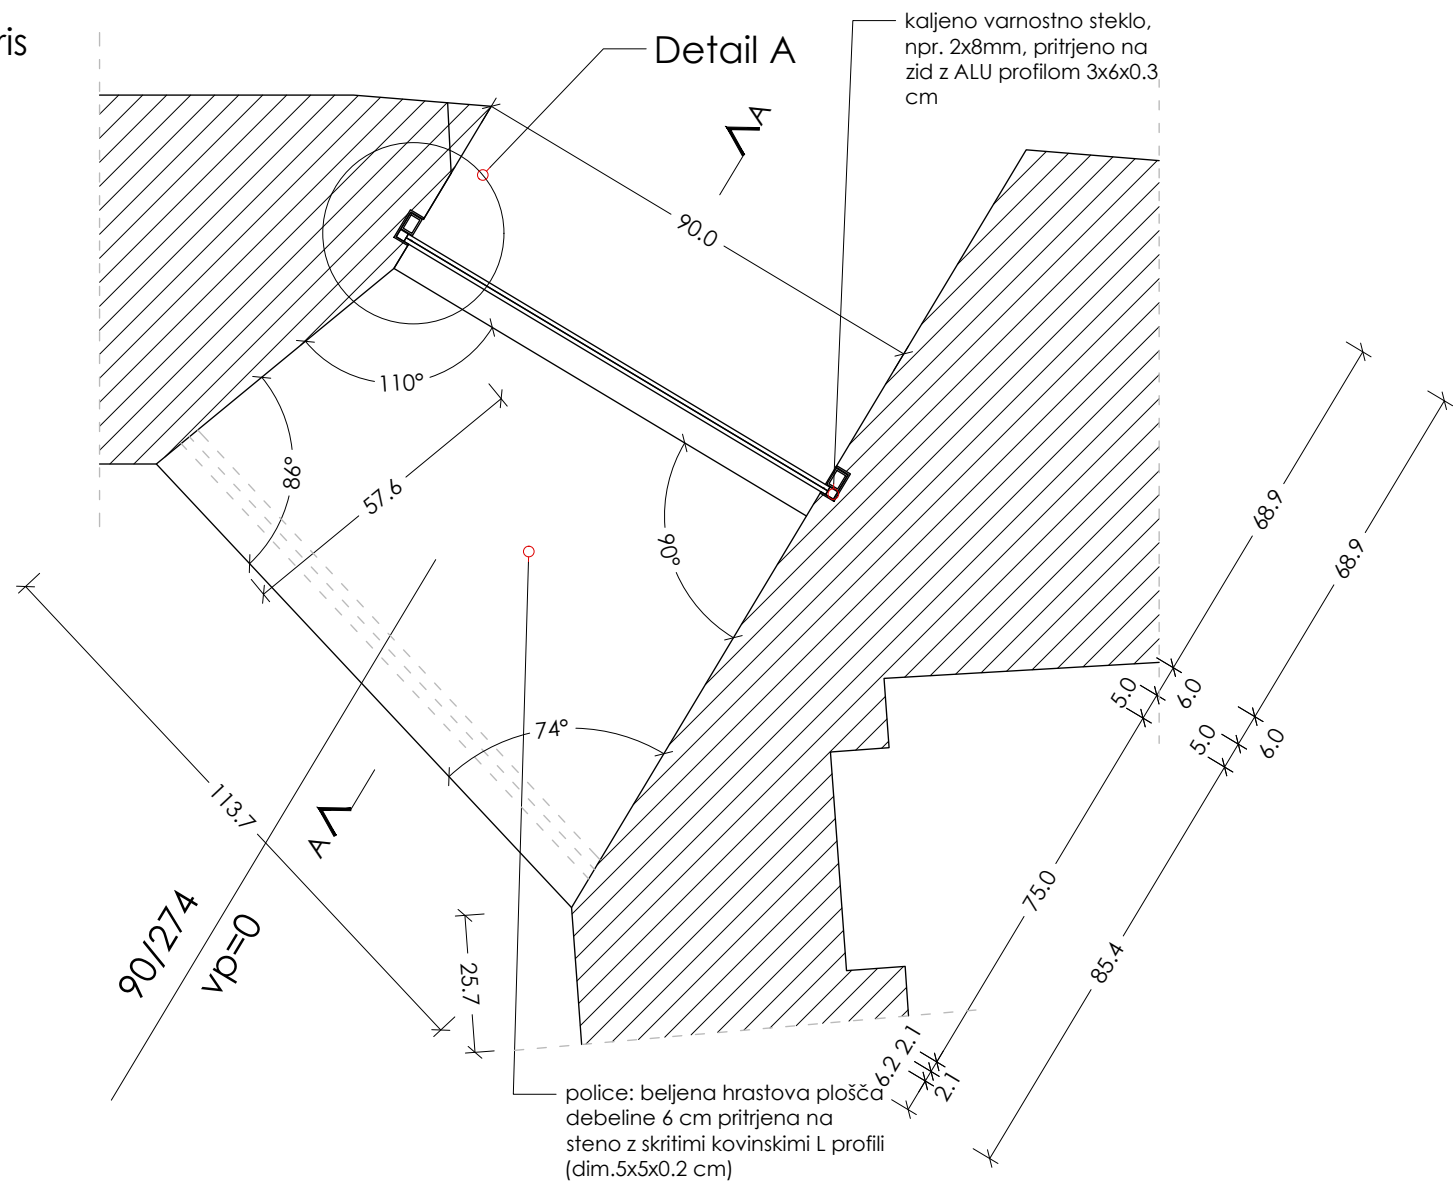 ris
Detail A
kaljeno varnostno steklo,
npr. 2x8mm, pritrjeno na
zid z ALU profilom 3x6x0.3
cm
A
90.0
110°
86°
57.6
90°
74°
68.9
68.9
5.0
6.0
5.0
6.0
113.7
A
90/274
vp=0
25.7
75.0
85.4
2.1
6.2
2.1
police: beljena hrastova plošča
debeline 6 cm pritrjena na
steno z skritimi kovinskimi L profili
(dim.5x5x0.2 cm)